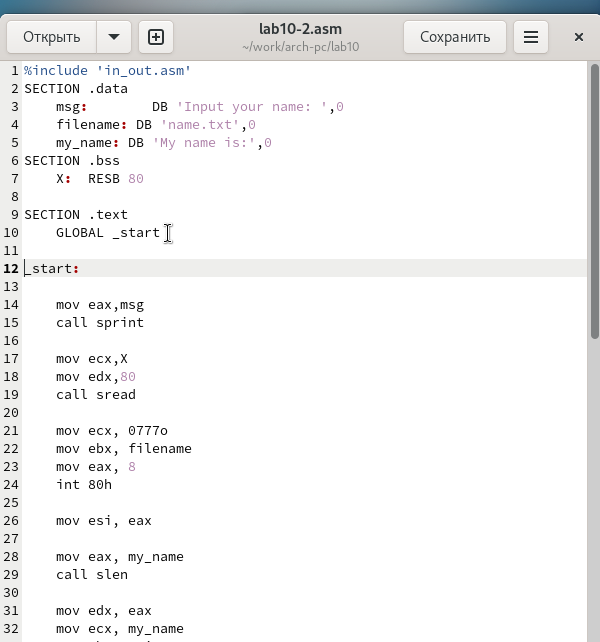 lab10-2.asm
Открыть
~/work/arch-pc/lab10
Сохранить
1 %include 'in_out.asm'
2 SECTION .data
3 msg: DB 'Input your name: ',0
4 filename: DB 'name.txt',0
5 my_name: DB 'My name is:',0
6 SECTION .bss
7 X: RESB 80
8
9 SECTION .text
10 GLOBAL _start
11
12 _start:
13
14 mov eax,msg
15 call sprint
16
17 mov ecx,X
18 mov edx,80
19 call sread
20
21 mov ecx, 0777o
22 mov ebx, filename
23 mov eax, 8
24 int 80h
25
26 mov esi, eax
27
28 mov eax, my_name
29 call slen
30
31 mov edx, eax
32 mov ecx, my_name